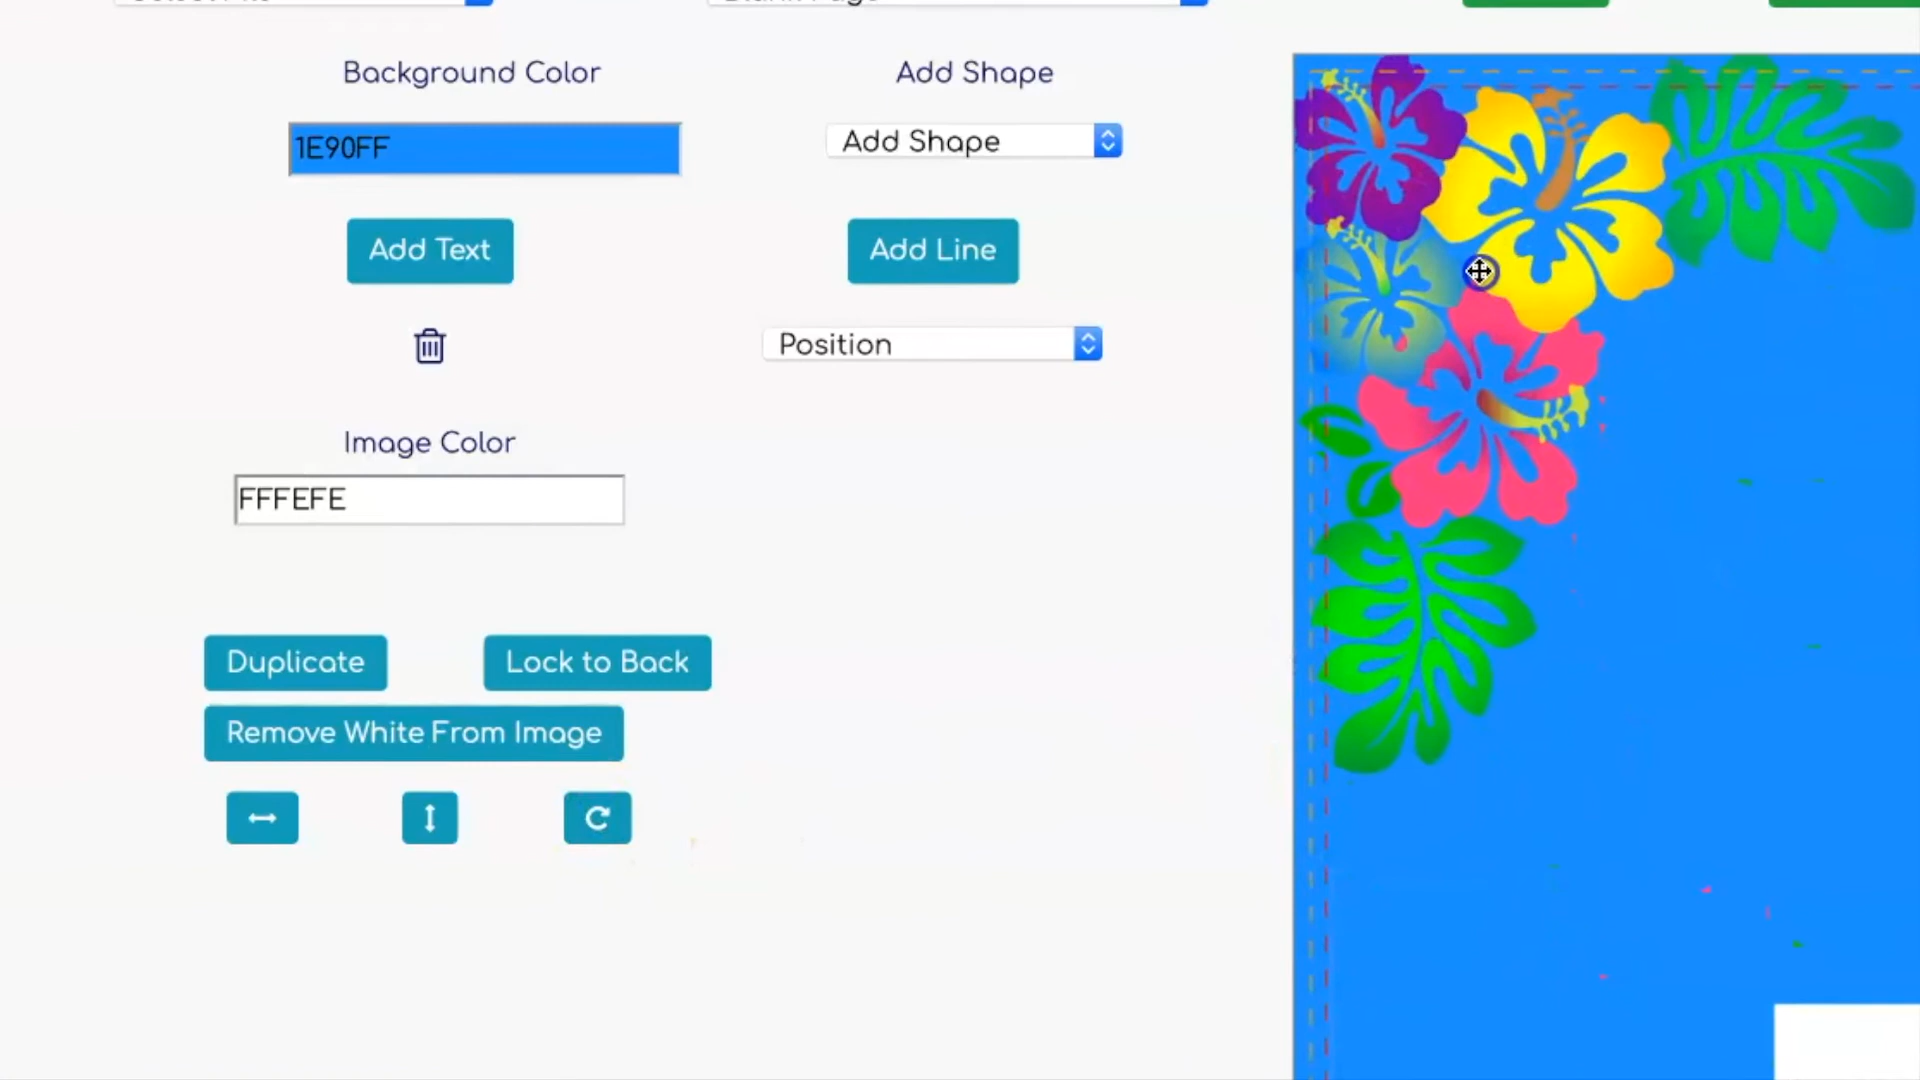 Background Color
Add Shape
1E90FF
Add Shape
Add Text
Add Line
Position
Image Color
FFFEFE
Duplicate
Lock to Back
Remove White From Image